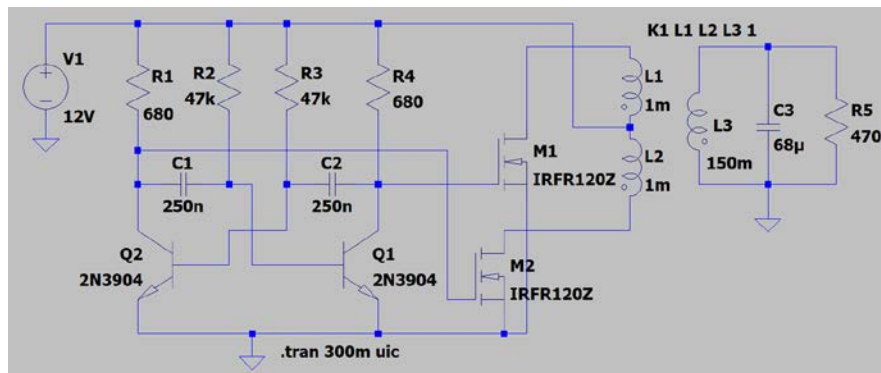 K1 L1 L2 L3 1
V1
12V
R1
680
R2
47k
R3
47k
R4
680
L1
1m
L2
1m
L3
150m
C3
68µ
R5
470
C1
250n
C2
250n
M1
IRFR120Z
Q2
2N3904
Q1
2N3904
M2
IRFR120Z
.tran 300m uic